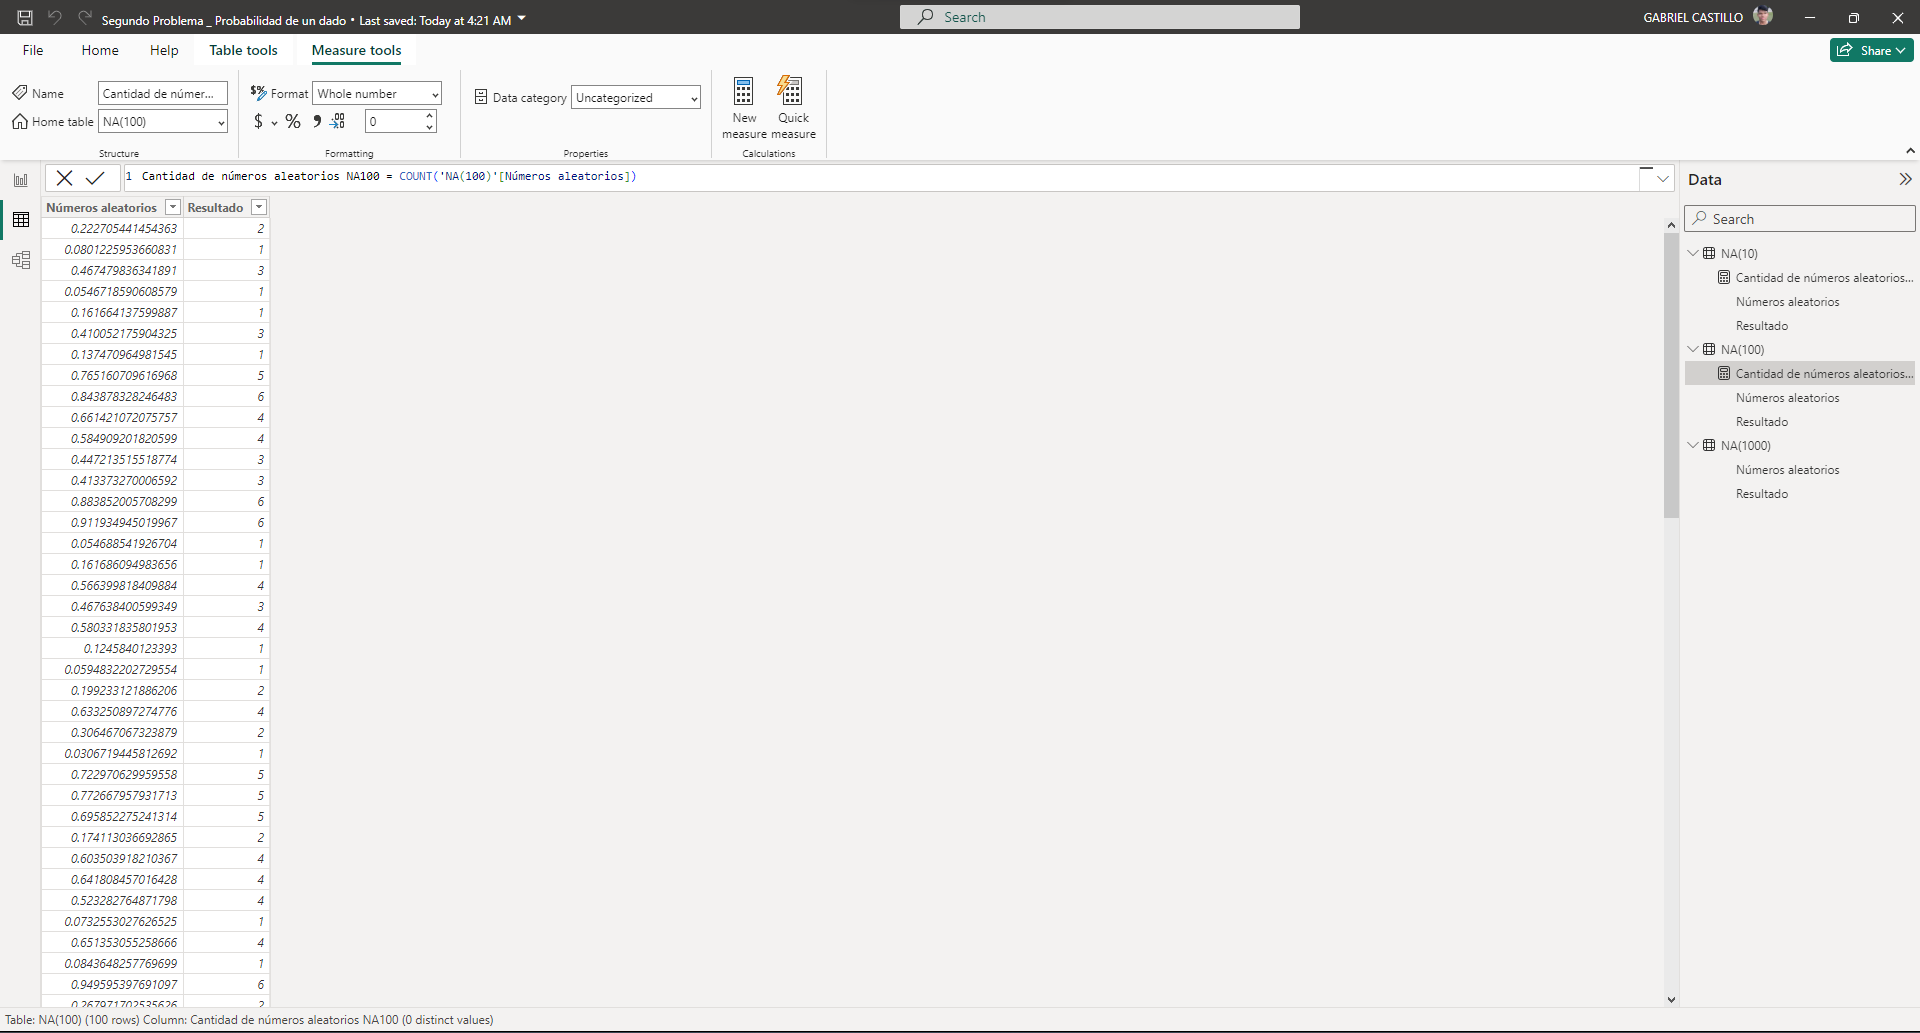 Segundo Problema _ Probabilidad de un dado • Last saved: Today at 4:21 AM
Search
GABRIEL CASTILLO
File Home Help Table tools Measure tools
Share
Name Cantidad de númer...
Home table NA(100)
Structure
Format Whole number
$ % 0
Formatting
Data category Uncategorized
Properties
New measure
Quick measure
Calculations
1 Cantidad de números aleatorios NA100 = COUNT('NA(100)'[Números aleatorios])
Números aleatorios Resultado
0.222705441454363 2
0.0801225953660831 1
0.467479836341891 3
0.0546718590608579 1
0.161664137599887 1
0.410052175904325 3
0.137470964981545 1
0.765160709616968 5
0.843878328246483 6
0.661421072075757 4
0.584909201820599 4
0.447213515518774 3
0.413373270006592 3
0.883852005708299 6
0.911934945019967 6
0.054688541926704 1
0.161686094983656 1
0.566399818409884 4
0.467638400599349 3
0.580331835801953 4
0.1245840123393 1
0.0594832202729554 1
0.199233121886206 2
0.633250897274776 4
0.306467067323879 2
0.0306719445812692 1
0.722970629959558 5
0.772667957931713 5
0.695852275241314 5
0.174113036692865 2
0.603503918210367 4
0.641808457016428 4
0.523282764871798 4
0.0732553027626525 1
0.651353055258666 4
0.0843648257769699 1
0.949595397691097 6
0.267971702535626 2
Data
Search
NA(10)
Cantidad de números aleatorios...
Números aleatorios
Resultado
NA(100)
Cantidad de números aleatorios...
Números aleatorios
Resultado
NA(1000)
Números aleatorios
Resultado
Table: NA(100) (100 rows) Column: Cantidad de números aleatorios NA100 (0 distinct values)